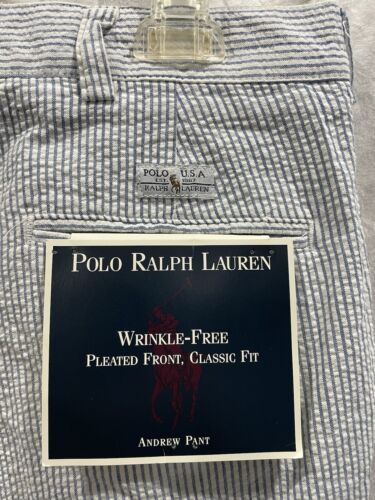 POLO U.S.A
EST. 1967
RALPH LAUREN
POLO RALPH LAUREN
WRINKLE-FREE
PLEATED FRONT, CLASSIC FIT
ANDREW PANT